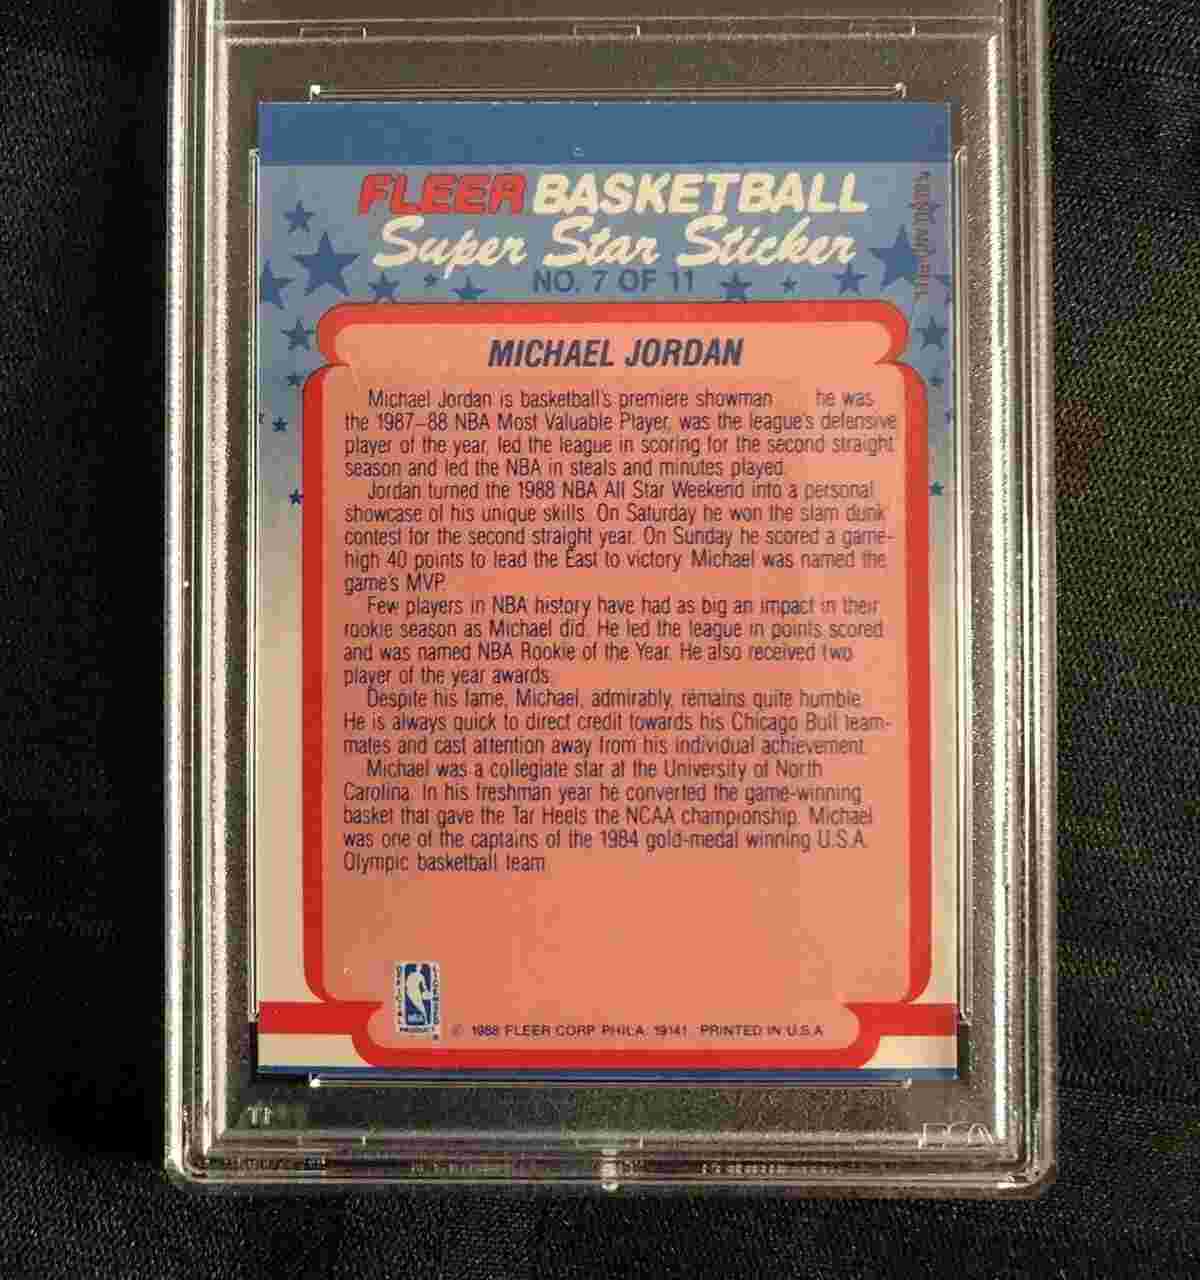 FLEER BASKETBALL
Super Star Sticker
NO. 7 OF 11
MICHAEL JORDAN
Michael Jordan is basketball's premiere showman he was
the 1987–88 NBA Most Valuable Player, was the league's defensive
player of the year, led the league in scoring for the second straight
season and led the NBA in steals and minutes played.
Jordan turned the 1988 NBA All Star Weekend into a personal
showcase of his unique skills. On Saturday he won the slam dunk
contest for the second straight year. On Sunday he scored a game-
high 40 points to lead the East to victory. Michael was named the
game's MVP.
Few players in NBA history have had as big an impact in their
rookie season as Michael did. He led the league in points scored
and was named NBA Rookie of the Year. He also received two
player of the year awards.
Despite his fame, Michael, admirably, remains quite humble.
He is always quick to direct credit towards his Chicago Bull team-
mates and cast attention away from his individual achievement.
Michael was a collegiate star at the University of North
Carolina. In his freshman year he converted the game-winning
basket that gave the Tar Heels the NCAA championship. Michael
was one of the captains of the 1984 gold-medal winning U.S.A.
Olympic basketball team.
OFFICIAL LICENSED
NBA
PRODUCT
© 1988 FLEER CORP. PHILA. 19141 PRINTED IN U.S.A.
PSA